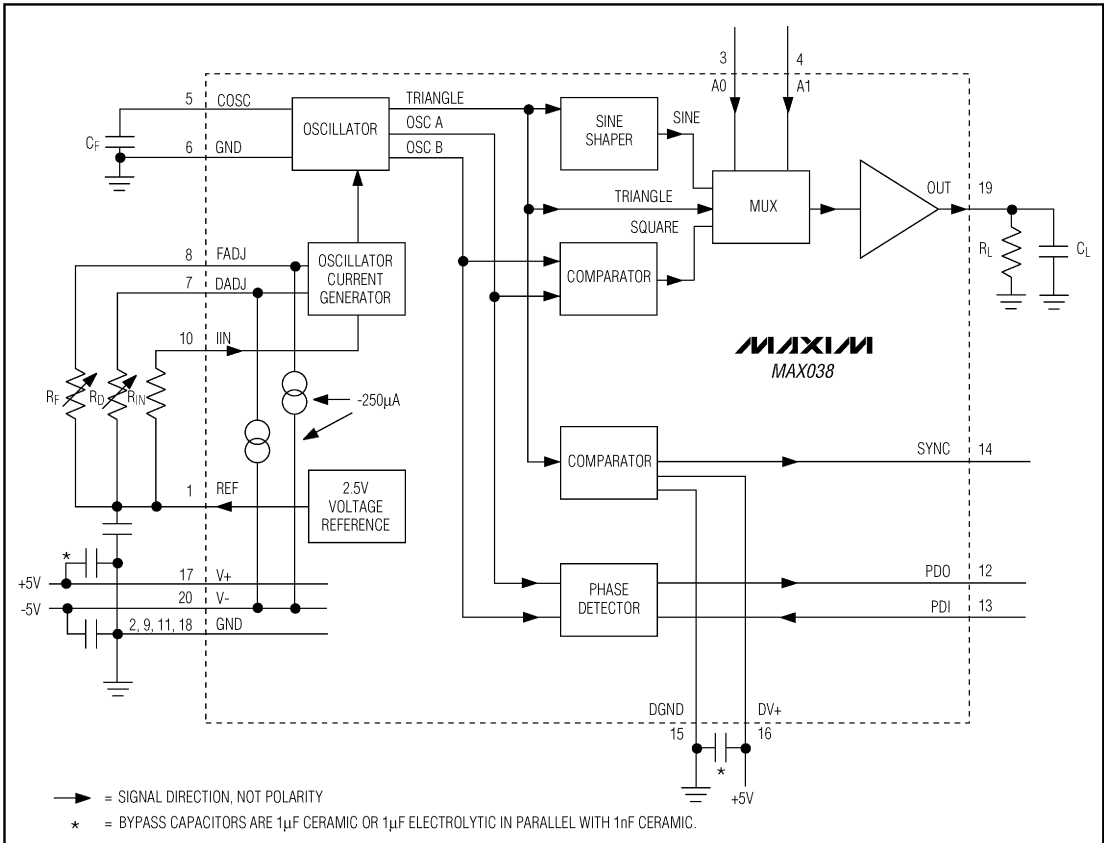 3
4
A0
A1
5
COSC
TRIANGLE
OSCILLATOR
OSC A
OSC B
SINE
SHAPER
SINE
CF
6
GND
TRIANGLE
MUX
OUT
19
SQUARE
RL
CL
8
FADJ
OSCILLATOR
CURRENT
GENERATOR
COMPARATOR
7
DADJ
10
IIN
MAXIM
MAX038
RF
RD
RIN
-250µA
COMPARATOR
SYNC
14
1
REF
2.5V
VOLTAGE
REFERENCE
*
+5V
17
V+
PHASE
DETECTOR
PDO
12
-5V
20
V-
PDI
13
2, 9, 11, 18
GND
DGND
DV+
15
16
*
+5V
= SIGNAL DIRECTION, NOT POLARITY
* = BYPASS CAPACITORS ARE 1µF CERAMIC OR 1µF ELECTROLYTIC IN PARALLEL WITH 1nF CERAMIC.